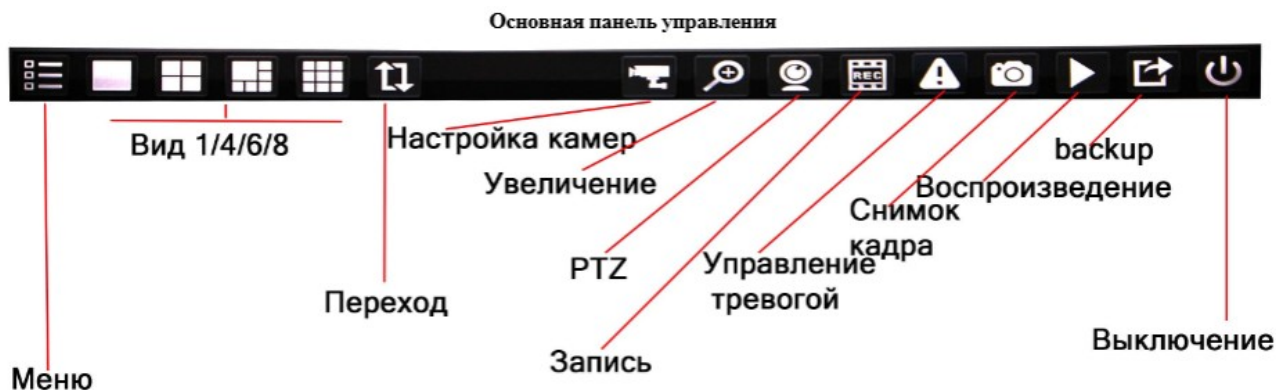 Основная панель управления
REC
Вид 1/4/6/8
Настройка камер
backup
Увеличение
Воспроизведение
Снимок
кадра
PTZ
Управление
тревогой
Переход
Выключение
Запись
Меню